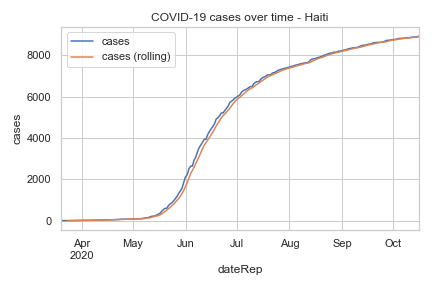 COVID-19 cases over time - Haiti
cases
cases (rolling)
8000
6000
4000
2000
0
cases
Apr
2020
May
Jun
Jul
Aug
Sep
Oct
dateRep